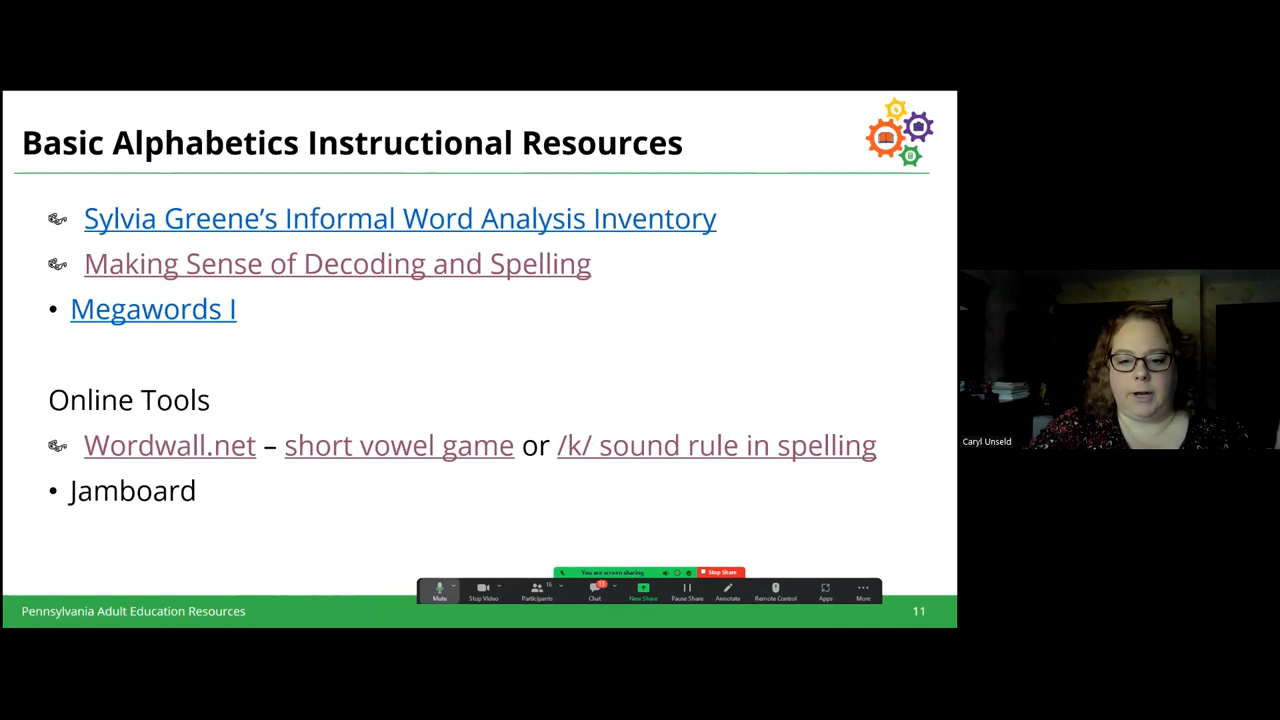 Basic Alphabetics Instructional Resources
Sylvia Greene's Informal Word Analysis Inventory
Making Sense of Decoding and Spelling
• Megawords I
Online Tools
Wordwall.net – short vowel game or /k/ sound rule in spelling
• Jamboard
Caryl Unseld
You are screen sharing Stop Share
16
Mute Stop Video Participants Chat New Share Pause Share Annotate Remote Control Apps More
Pennsylvania Adult Education Resources 11